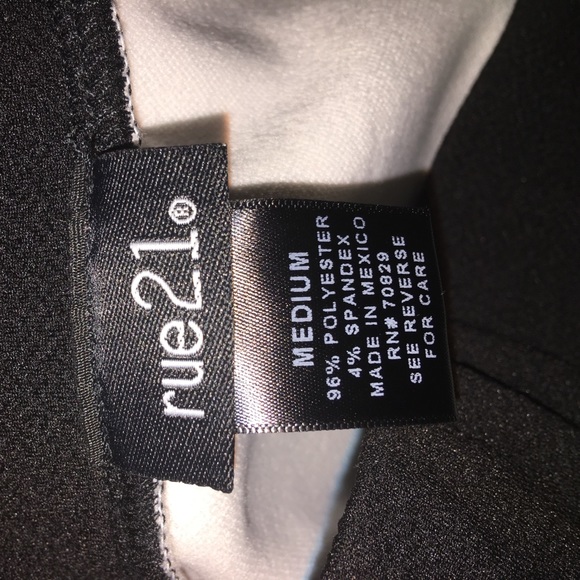 rue21®
MEDIUM
96% POLYESTER
4% SPANDEX
MADE IN MEXICO
RN# 70829
SEE REVERSE
FOR CARE